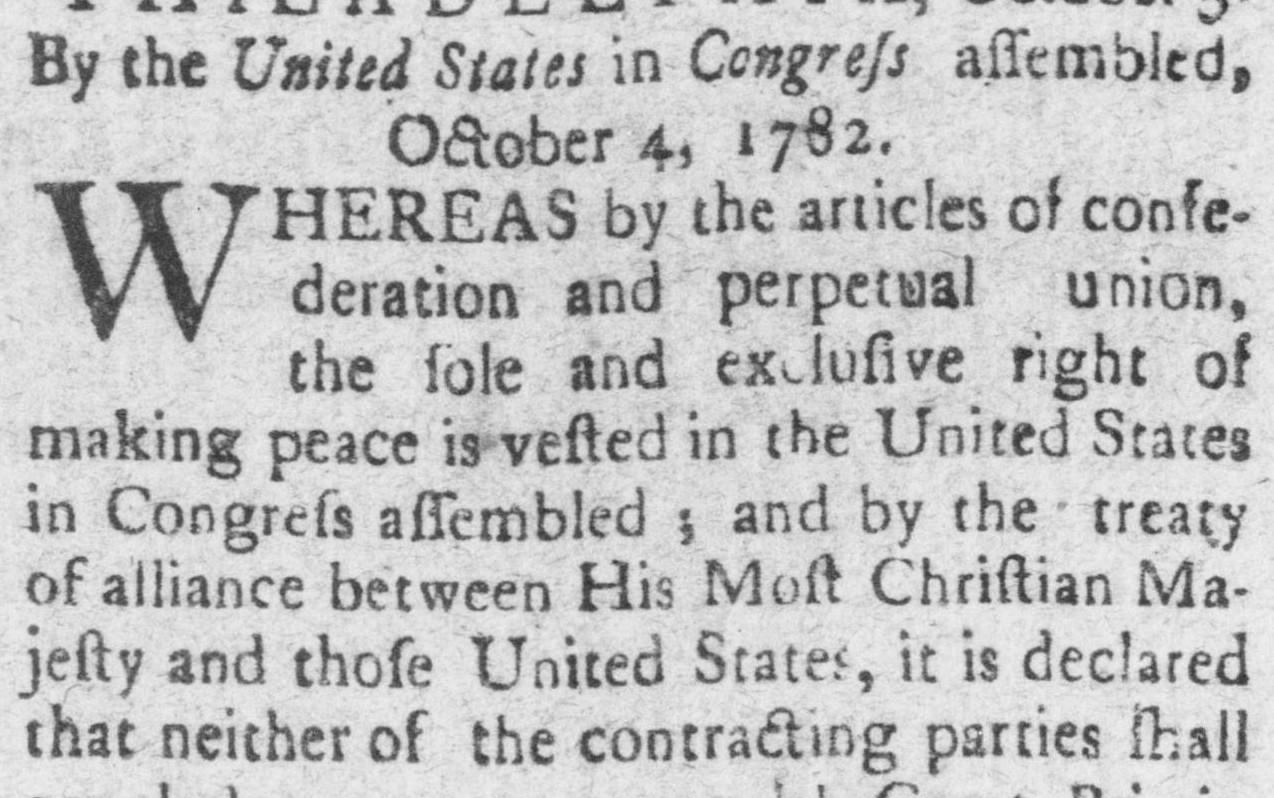 By the United States in Congreſs aſſembled,
October 4, 1782.
WHEREAS by the articles of confe-
deration and perpetual union,
the ſole and excluſive right of
making peace is veſted in the United States
in Congreſs aſſembled ; and by the treaty
of alliance between His Moſt Chriſtian Ma-
jeſty and thoſe United States, it is declared
that neither of the contracting parties ſhall